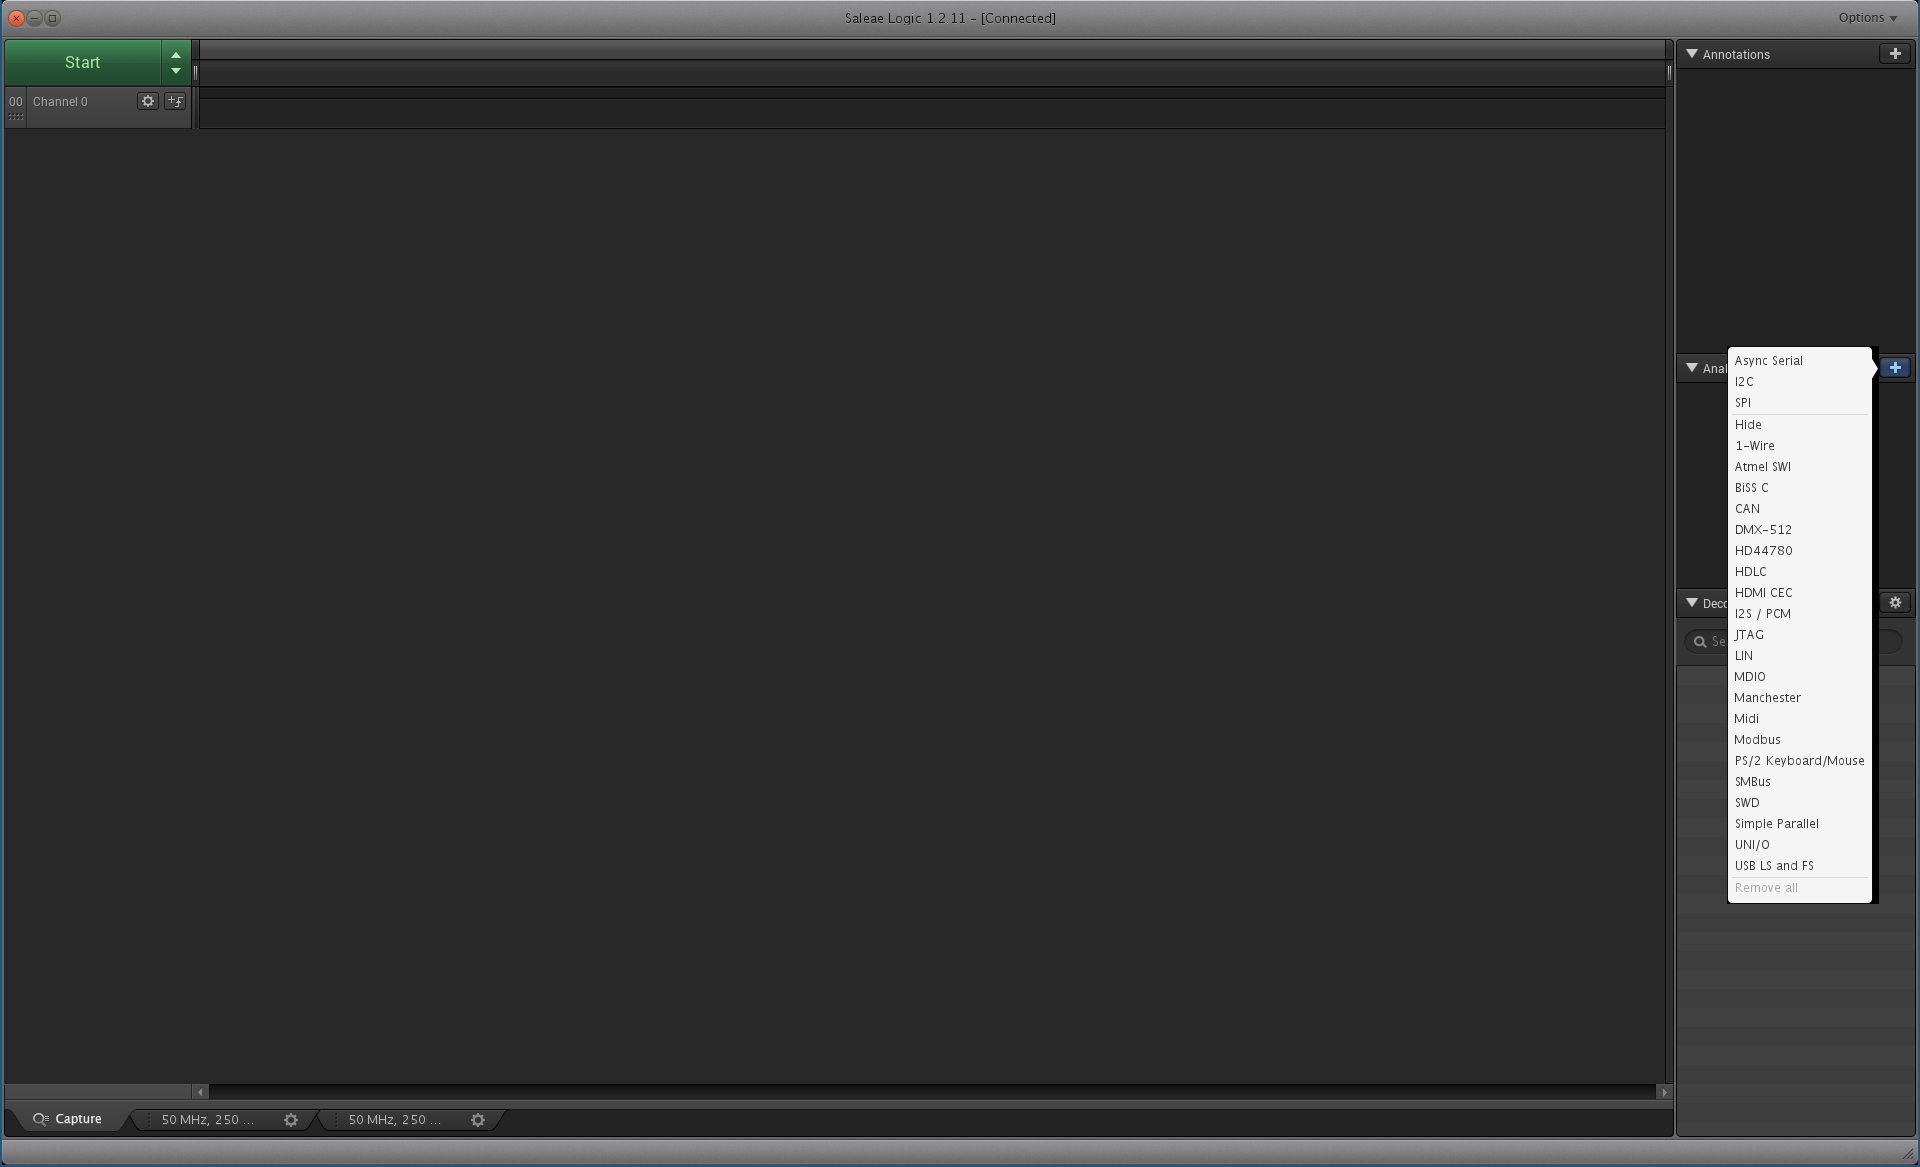 Saleae Logic 1.2.11 - [Connected]
Options
Start
00
Channel 0
Annotations
Async Serial
I2C
SPI
Hide
1-Wire
Atmel SWI
BiSS C
CAN
DMX-512
HD44780
HDLC
HDMI CEC
I2S / PCM
JTAG
LIN
MDIO
Manchester
Midi
Modbus
PS/2 Keyboard/Mouse
SMBus
SWD
Simple Parallel
UNI/O
USB LS and FS
Remove all
Anal
Deco
Se
Capture
50 MHz, 250 ...
50 MHz, 250 ...